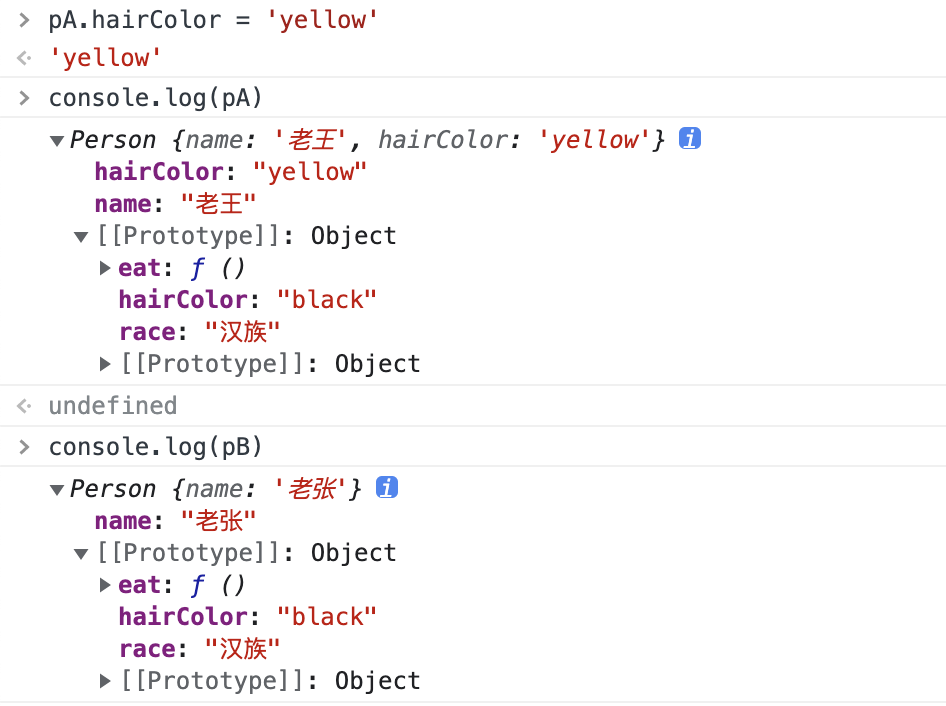 > pA.hairColor = 'yellow'
'yellow'
> console.log(pA)
▼Person {name: '老王', hairColor: 'yellow'} i
hairColor: "yellow"
name: "老王"
▼[[Prototype]]: Object
▶eat: ƒ ()
hairColor: "black"
race: "汉族"
▶[[Prototype]]: Object
undefined
> console.log(pB)
▼Person {name: '老张'} i
name: "老张"
▼[[Prototype]]: Object
▶eat: ƒ ()
hairColor: "black"
race: "汉族"
▶[[Prototype]]: Object